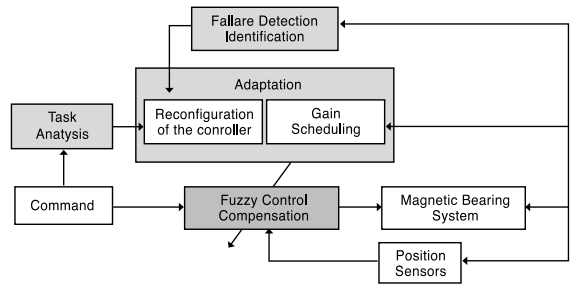 Fallare Detection
Identification
Adaptation
Reconfiguration
of the conroller
Gain
Scheduling
Task
Analysis
Command
Fuzzy Control
Compensation
Magnetic Bearing
System
Position
Sensors